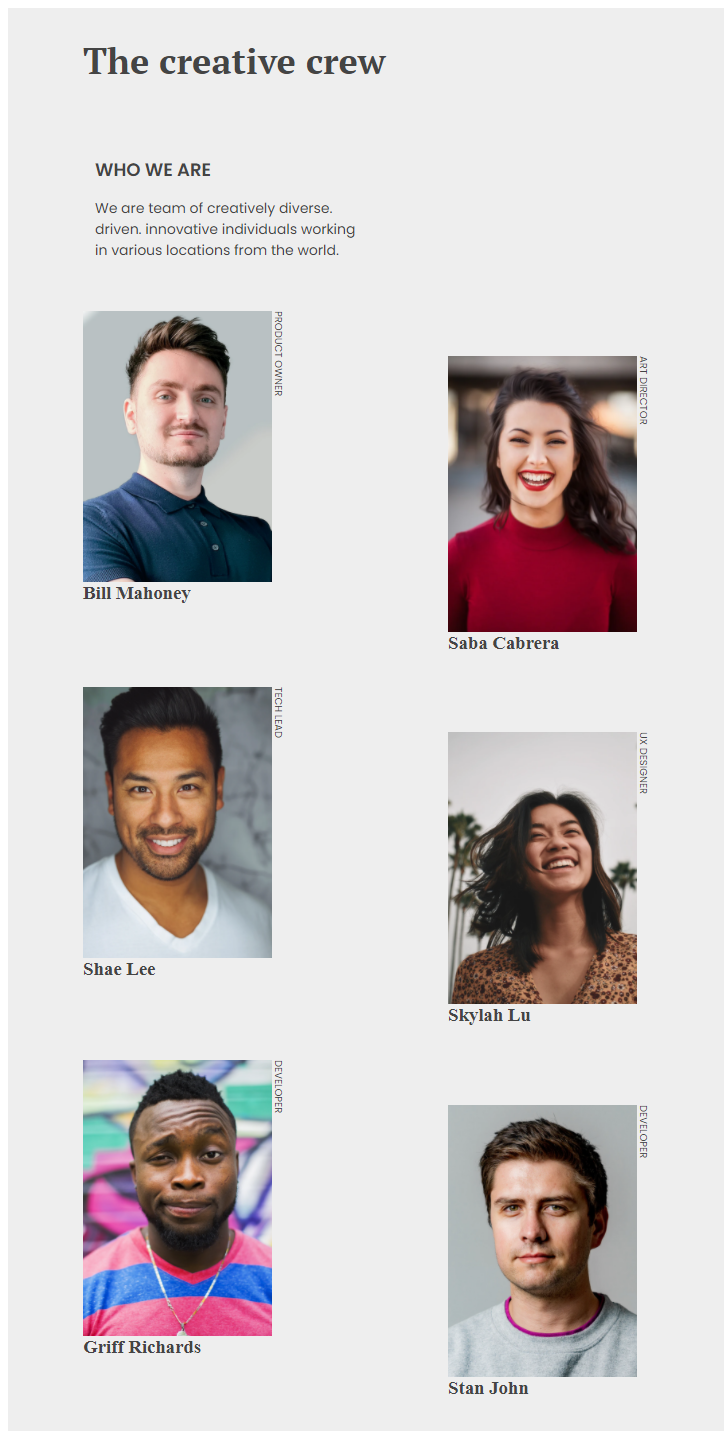 The creative crew
WHO WE ARE
We are team of creatively diverse.
driven. innovative individuals working
in various locations from the world.
PRODUCT OWNER
Bill Mahoney
ART DIRECTOR
Saba Cabrera
TECH LEAD
Shae Lee
UX DESIGNER
Skylah Lu
DEVELOPER
Griff Richards
DEVELOPER
Stan John